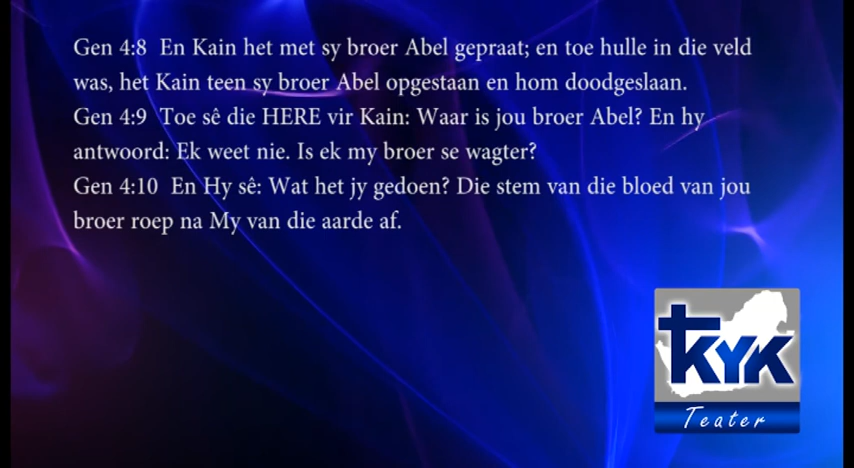 Gen 4:8 En Kain het met sy broer Abel gepraat; en toe hulle in die veld
was, het Kain teen sy broer Abel opgestaan en hom doodgeslaan.
Gen 4:9 Toe sê die HERE vir Kain: Waar is jou broer Abel? En hy
antwoord: Ek weet nie. Is ek my broer se wagter?
Gen 4:10 En Hy sê: Wat het jy gedoen? Die stem van die bloed van jou
broer roep na My van die aarde af.
KYK
Teater